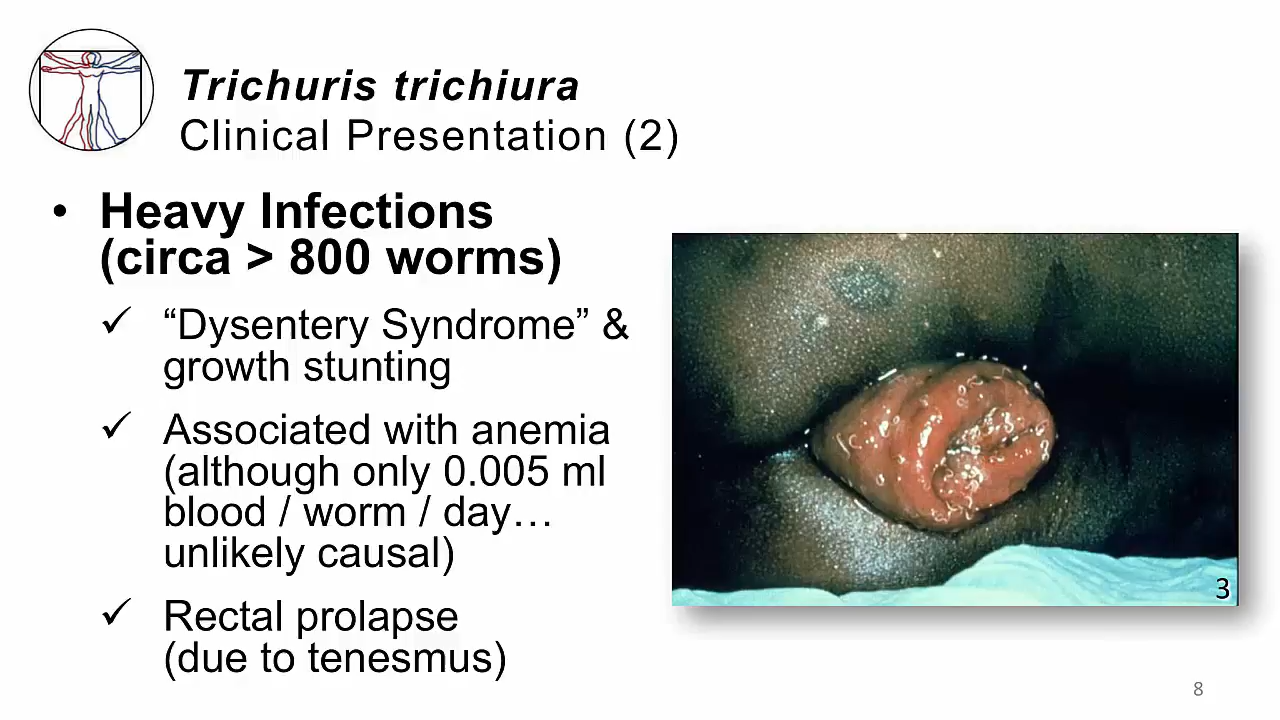 Trichuris trichiura
Clinical Presentation (2)
• Heavy Infections
(circa > 800 worms)
✓ “Dysentery Syndrome” &
growth stunting
✓ Associated with anemia
(although only 0.005 ml
blood / worm / day…
unlikely causal)
✓ Rectal prolapse
(due to tenesmus)
3
8